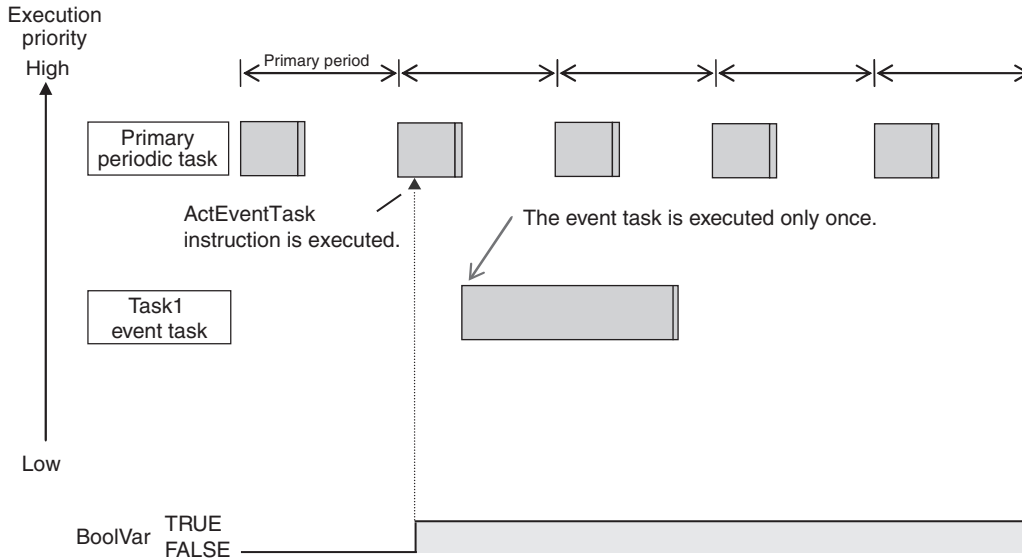 Execution
priority
High
Primary period
Primary
periodic task
ActEventTask
instruction is executed.
The event task is executed only once.
Task1
event task
Low
BoolVar
TRUE
FALSE